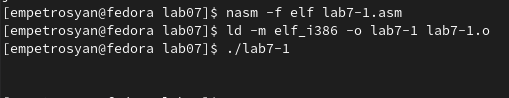 [empetrosyan@fedora lab07]$ nasm -f elf lab7-1.asm
[empetrosyan@fedora lab07]$ ld -m elf_i386 -o lab7-1 lab7-1.o
[empetrosyan@fedora lab07]$ ./lab7-1